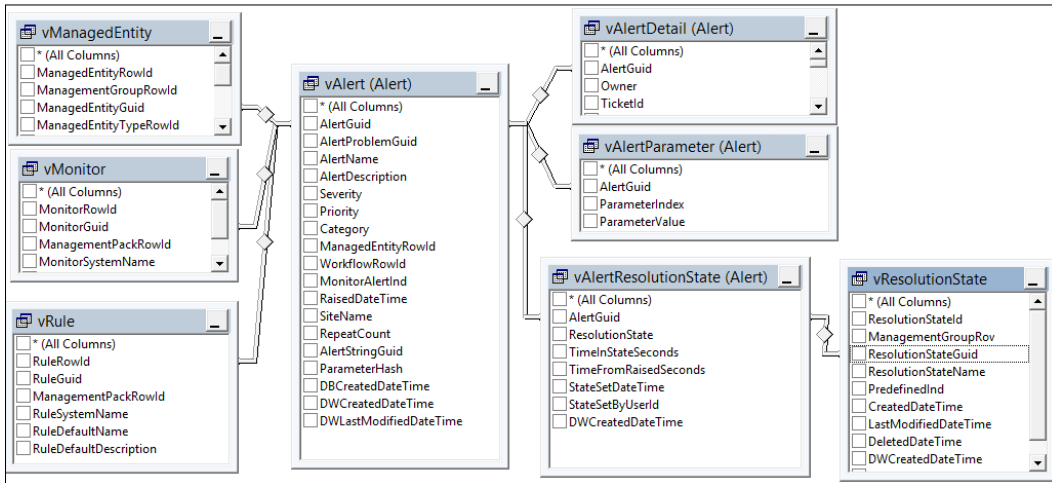 vManagedEntity
* (All Columns)
ManagedEntityRowId
ManagementGroupRowId
ManagedEntityGuid
ManagedEntityTypeRowId
vMonitor
* (All Columns)
MonitorRowId
MonitorGuid
ManagementPackRowId
MonitorSystemName
vRule
* (All Columns)
RuleRowId
RuleGuid
ManagementPackRowId
RuleSystemName
RuleDefaultName
RuleDefaultDescription
vAlert (Alert)
* (All Columns)
AlertGuid
AlertProblemGuid
AlertName
AlertDescription
Severity
Priority
Category
ManagedEntityRowId
WorkflowRowId
MonitorAlertInd
RaisedDateTime
SiteName
RepeatCount
AlertStringGuid
ParameterHash
DBCreatedDateTime
DWCreatedDateTime
DWLastModifiedDateTime
vAlertDetail (Alert)
* (All Columns)
AlertGuid
Owner
TicketId
vAlertParameter (Alert)
* (All Columns)
AlertGuid
ParameterIndex
ParameterValue
vAlertResolutionState (Alert)
* (All Columns)
AlertGuid
ResolutionState
TimeInStateSeconds
TimeFromRaisedSeconds
StateSetDateTime
StateSetByUserId
DWCreatedDateTime
vResolutionState
* (All Columns)
ResolutionStateId
ManagementGroupRov
ResolutionStateGuid
ResolutionStateName
PredefinedInd
CreatedDateTime
LastModifiedDateTime
DeletedDateTime
DWCreatedDateTime